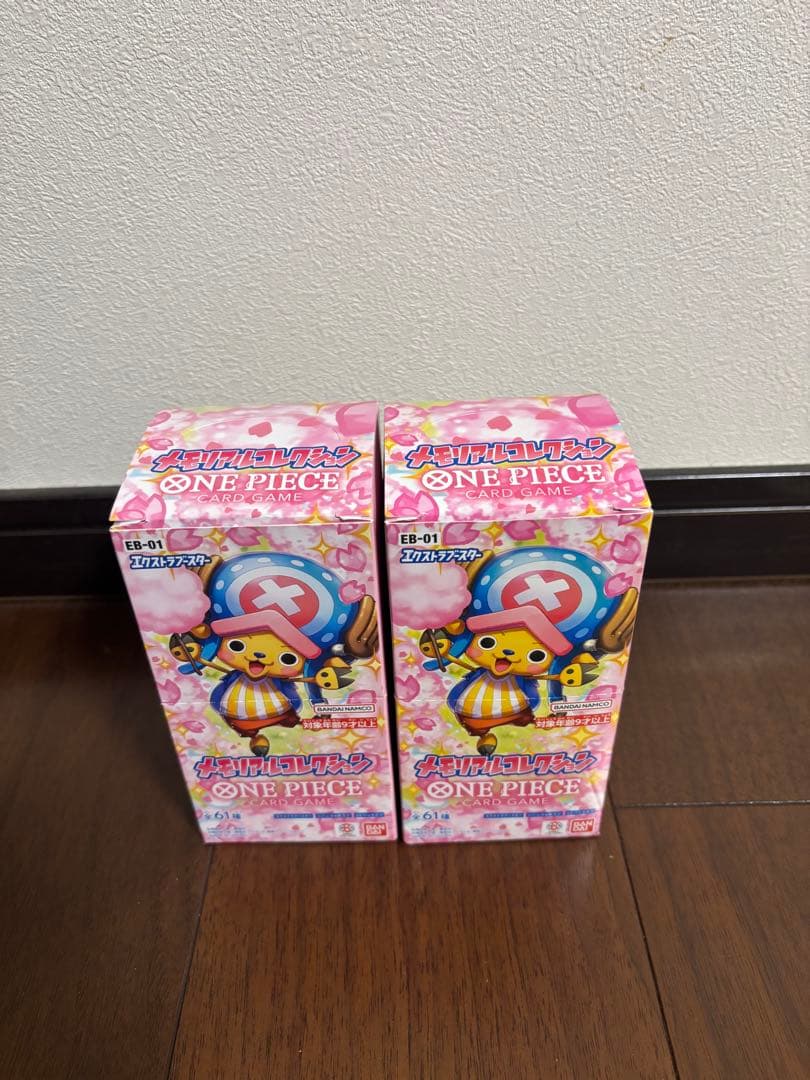 メモリアルコレクション
ONE PIECE
CARD GAME
EB-01
エクストラブースター
BANDAI NAMCO
対象年齢9才以上
メモリアルコレクション
ONE PIECE
CARD GAME
全61種
BANDAI
メモリアルコレクション
ONE PIECE
CARD GAME
EB-01
エクストラブースター
BANDAI NAMCO
対象年齢9才以上
メモリアルコレクション
ONE PIECE
CARD GAME
全61種
BANDAI